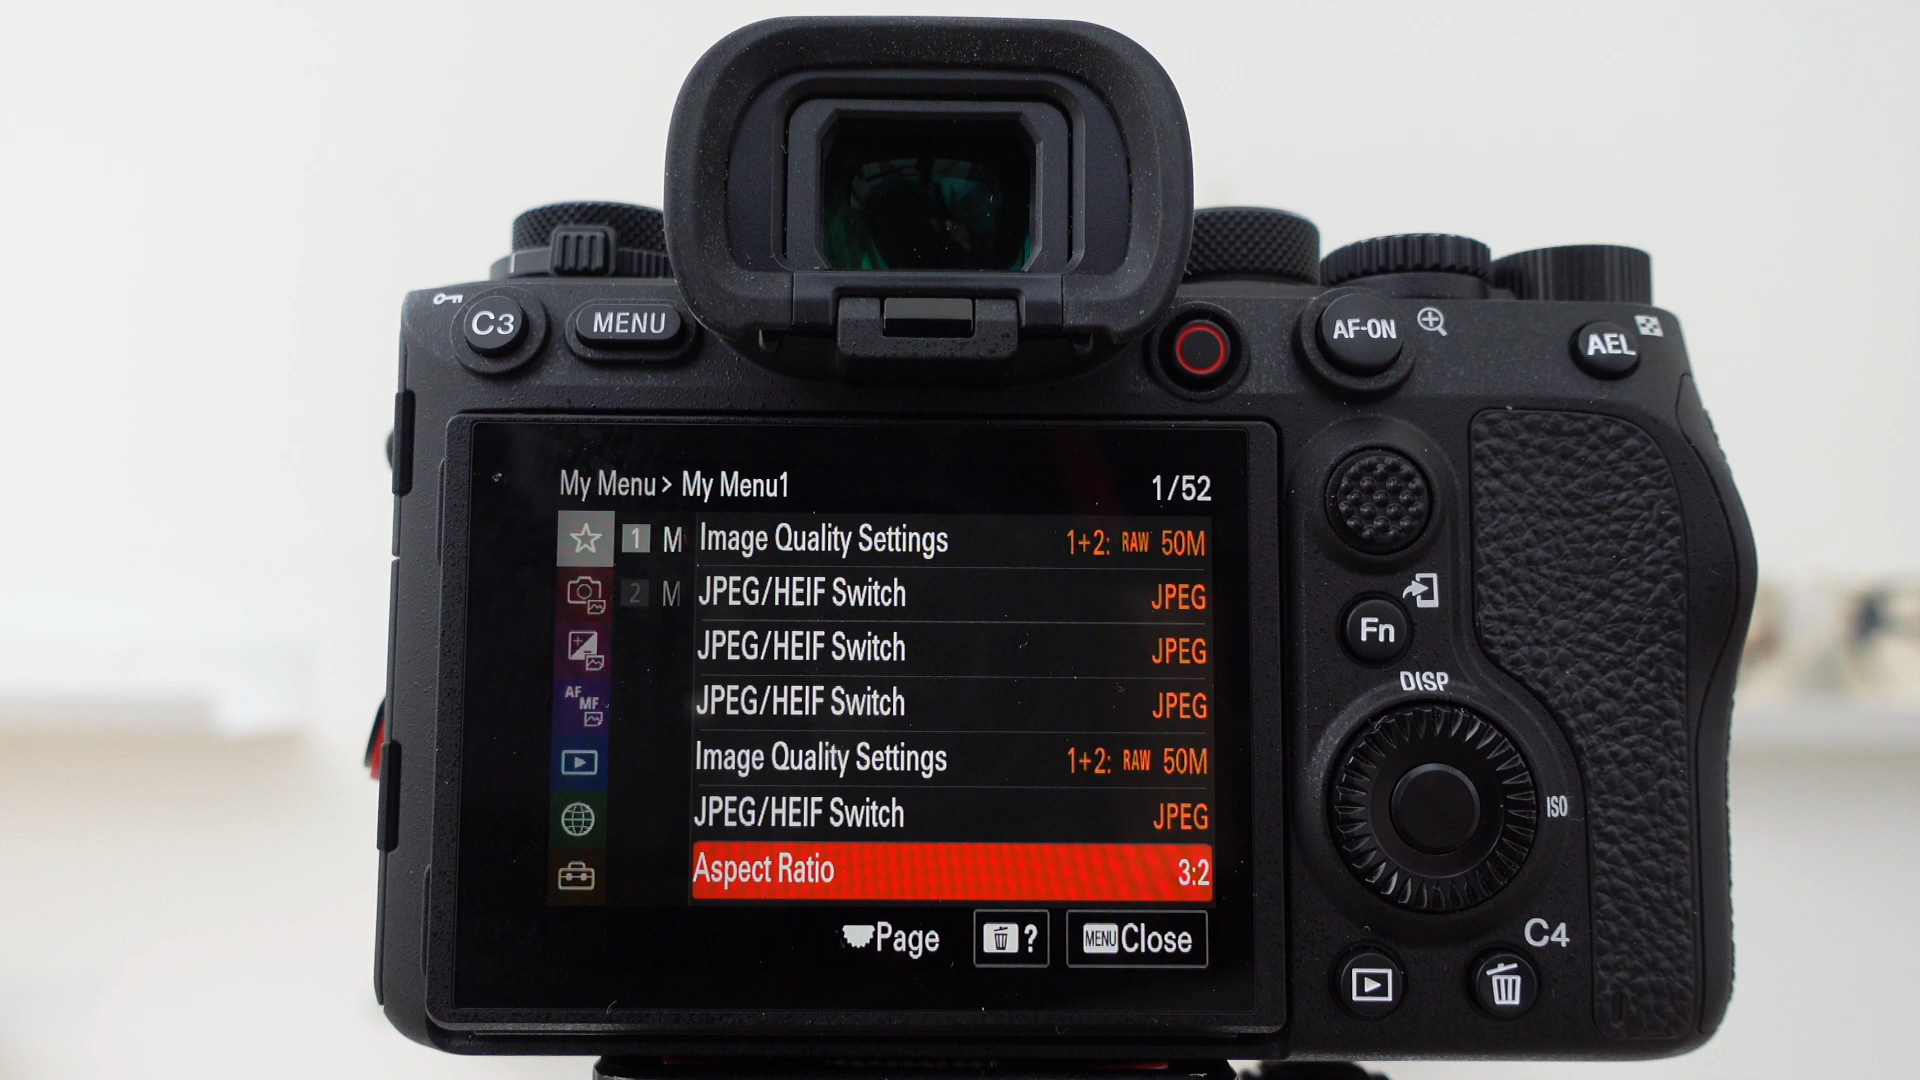 C3
MENU
AF-ON
AEL
My Menu > My Menu1 1/52
1 M Image Quality Settings 1+2: RAW 50M
2 M JPEG/HEIF Switch JPEG
JPEG/HEIF Switch JPEG
AF MF JPEG/HEIF Switch JPEG
Image Quality Settings 1+2: RAW 50M
JPEG/HEIF Switch JPEG
Aspect Ratio 3:2
Page ? MENU Close
Fn
DISP
ISO
C4